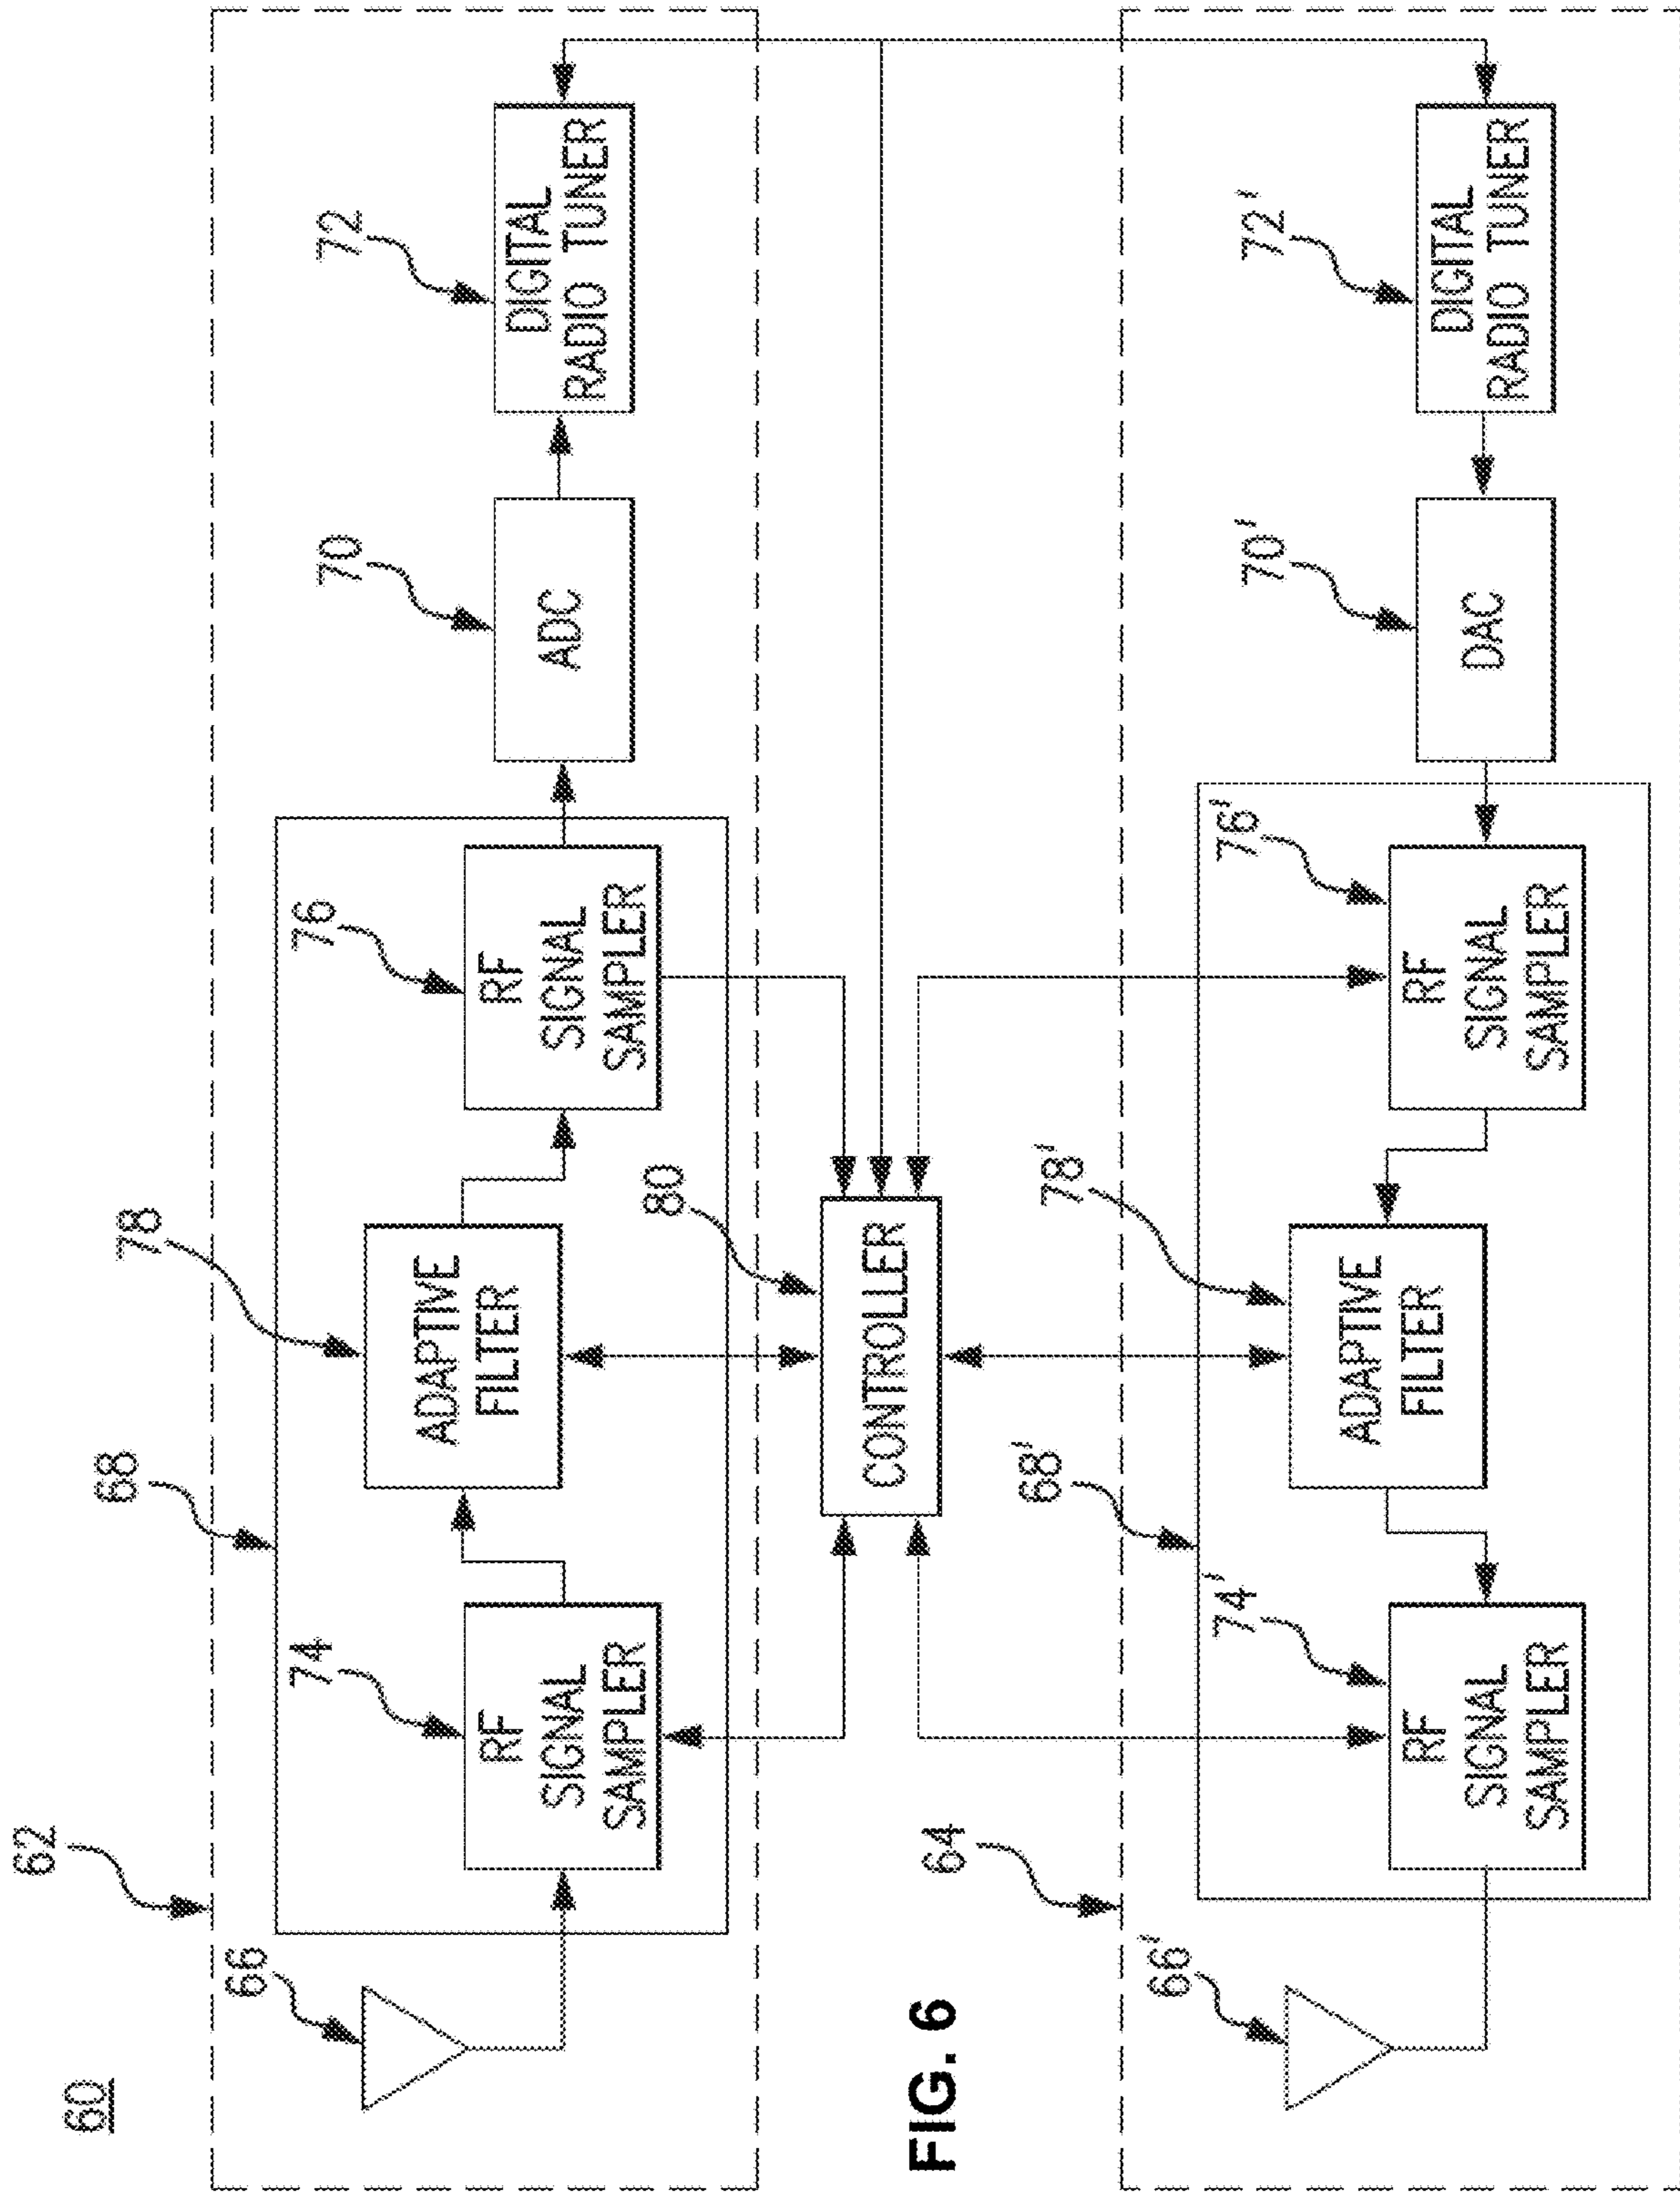 60
62
66
68
74
RF
SIGNAL
SAMPLER
78
ADAPTIVE
FILTER
76
RF
SIGNAL
SAMPLER
70
ADC
72
DIGITAL
RADIO TUNER
80
CONTROLLER
FIG. 6
64
66'
68'
74'
RF
SIGNAL
SAMPLER
78'
ADAPTIVE
FILTER
76'
RF
SIGNAL
SAMPLER
70'
DAC
72'
DIGITAL
RADIO TUNER